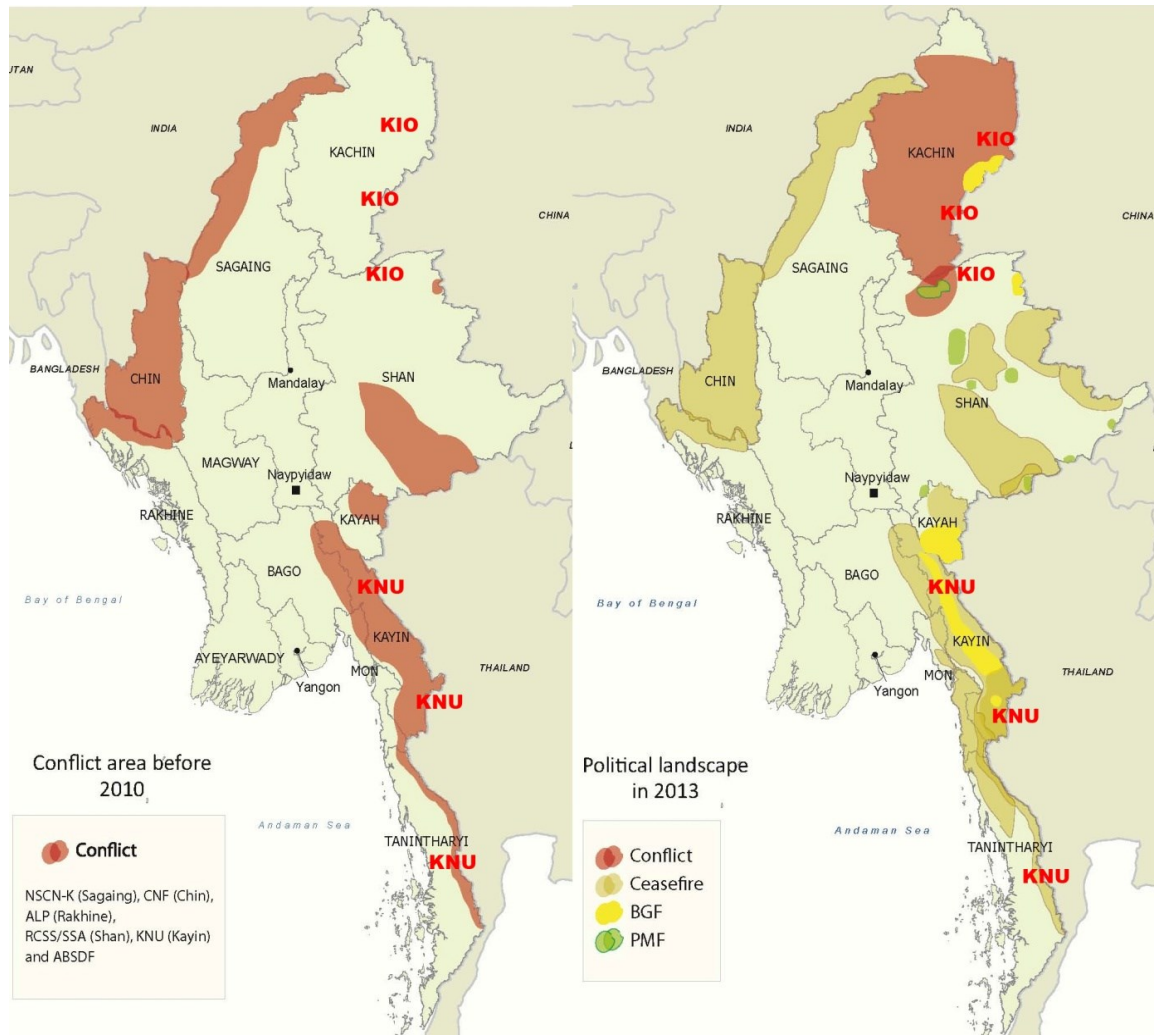 UTAN
INDIA
KIO
KACHIN
KIO
CHINA
SAGAING
KIO
BANGLADESH
CHIN
Mandalay
SHAN
MAGWAY
Naypyidaw
RAKHINE
KAYAH
BAGO
KNU
Bay of Bengal
KAYIN
AYEYARWADY
MON
THAILAND
Yangon
KNU
Conflict area before
2010
Andaman Sea
TANINTHARYI
KNU
Conflict
NSCN-K (Sagaing), CNF (Chin),
ALP (Rakhine),
RCSS/SSA (Shan), KNU (Kayin)
and ABSDF
INDIA
KIO
KACHIN
KIO
CHINA
SAGAING
KIO
BANGLADESH
CHIN
Mandalay
SHAN
MAGWAY
Naypyidaw
RAKHINE
KAYAH
BAGO
KNU
Bay of Bengal
KAYIN
AYEYARWADY
MON
THAILAND
Yangon
KNU
Political landscape
in 2013
Andaman Sea
TANINTHARYI
KNU
Conflict
Ceasefire
BGF
PMF